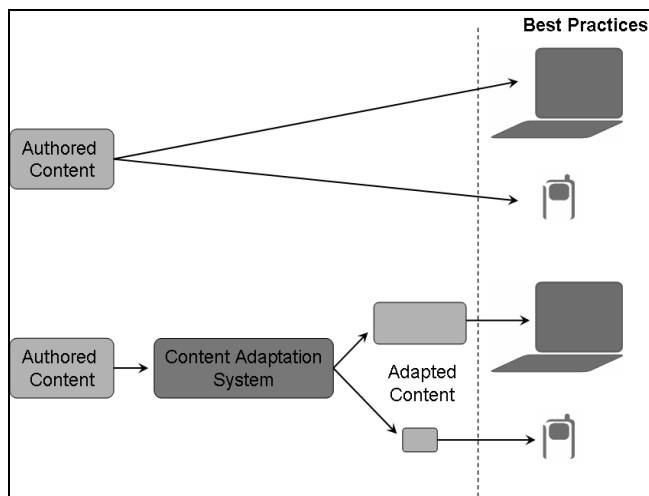 Best Practices
Authored
Content
Authored
Content
Content Adaptation
System
Adapted
Content